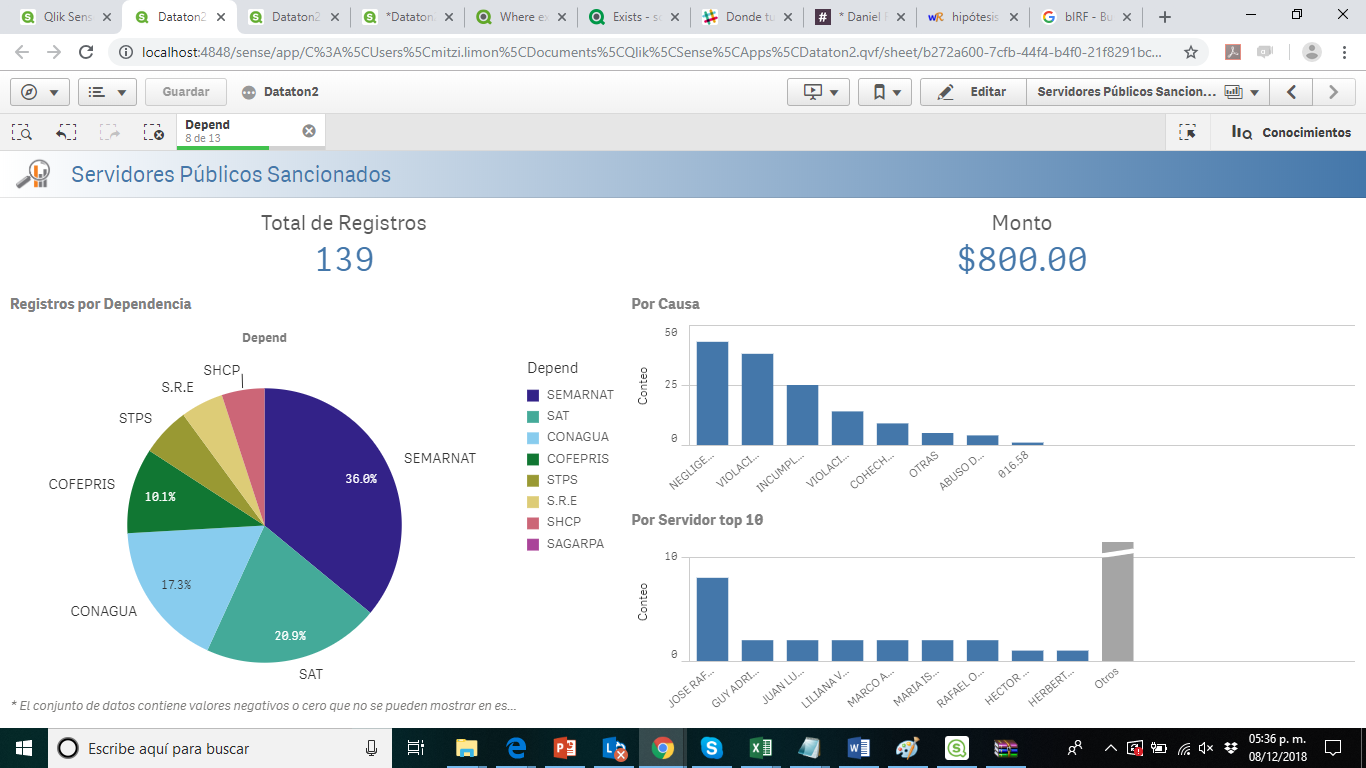 Qlik Sens
Dataton2
Dataton2
*Dataton
Where ex
Exists - sc
Donde tu
* Daniel F
hipótesis
bIRF - Bu
localhost:4848/sense/app/C%3A%5CUsers%5Cmitzi.limon%5CDocuments%5CQlik%5CSense%5CApps%5CDataton2.qvf/sheet/b272a600-7cfb-44f4-b4f0-21f8291bc...
Guardar
Dataton2
Editar
Servidores Públicos Sancion...
Depend
8 de 13
Conocimientos
Servidores Públicos Sancionados
Total de Registros
139
Monto
$800.00
Registros por Dependencia
Depend
SHCP
S.R.E
STPS
COFEPRIS
CONAGUA
SAT
SEMARNAT
36.0%
10.1%
17.3%
20.9%
Depend
SEMARNAT
SAT
CONAGUA
COFEPRIS
STPS
S.R.E
SHCP
SAGARPA
* El conjunto de datos contiene valores negativos o cero que no se pueden mostrar en es...
Por Causa
Conteo
50
25
0
NEGLIGE...
VIOLACI...
INCUMPL...
VIOLACI...
COHECH...
OTRAS
ABUSO D...
016.58
Por Servidor top 10
Conteo
10
0
JOSE RAF...
GUY ADRI...
JUAN LU...
LILIANA V...
MARCO A...
MARIA IS...
RAFAEL O...
HECTOR ...
HERBERT...
Otros
Escribe aquí para buscar
05:36 p. m.
08/12/2018